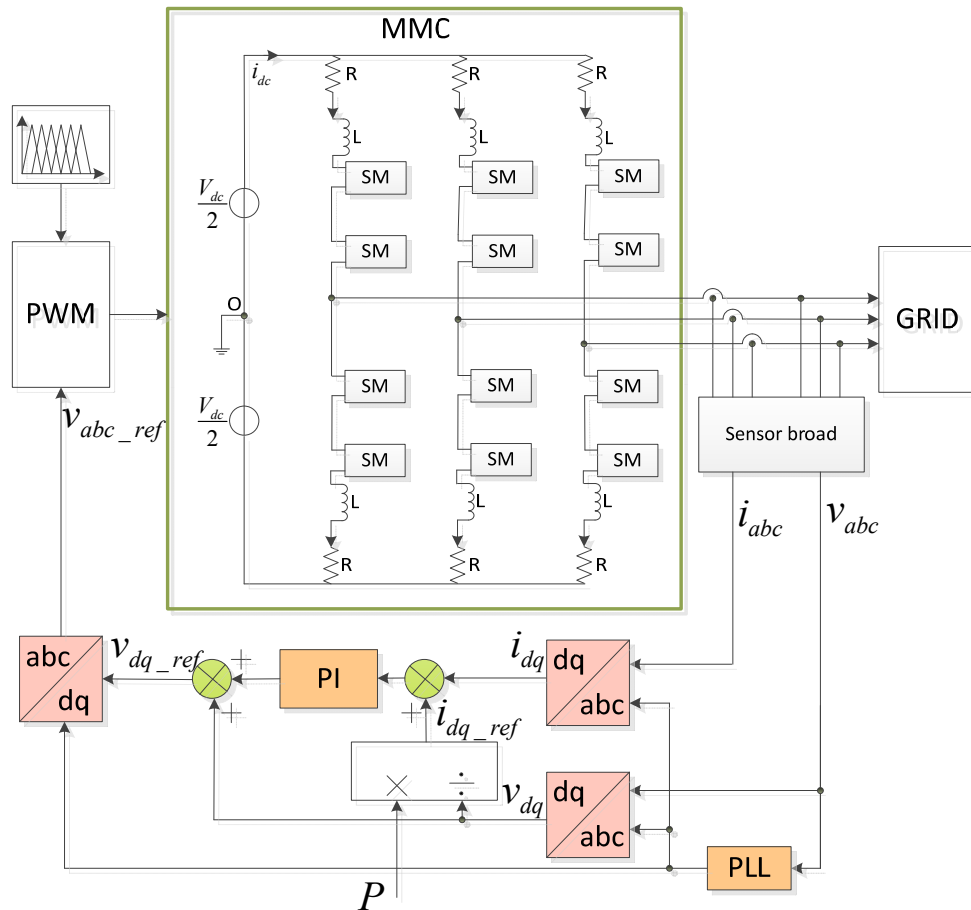 MMC
i_dc
R
R
R
L
L
L
SM
SM
SM
V_dc
2
SM
SM
SM
PWM
O
GRID
SM
SM
SM
V_dc
2
v_abc_ref
Sensor broad
SM
SM
SM
L
L
L
i_abc
v_abc
R
R
R
abc
dq
v_dq_ref
+
+
PI
+
i_dq
i_dq_ref
dq
abc
×
÷
v_dq
dq
abc
PLL
P